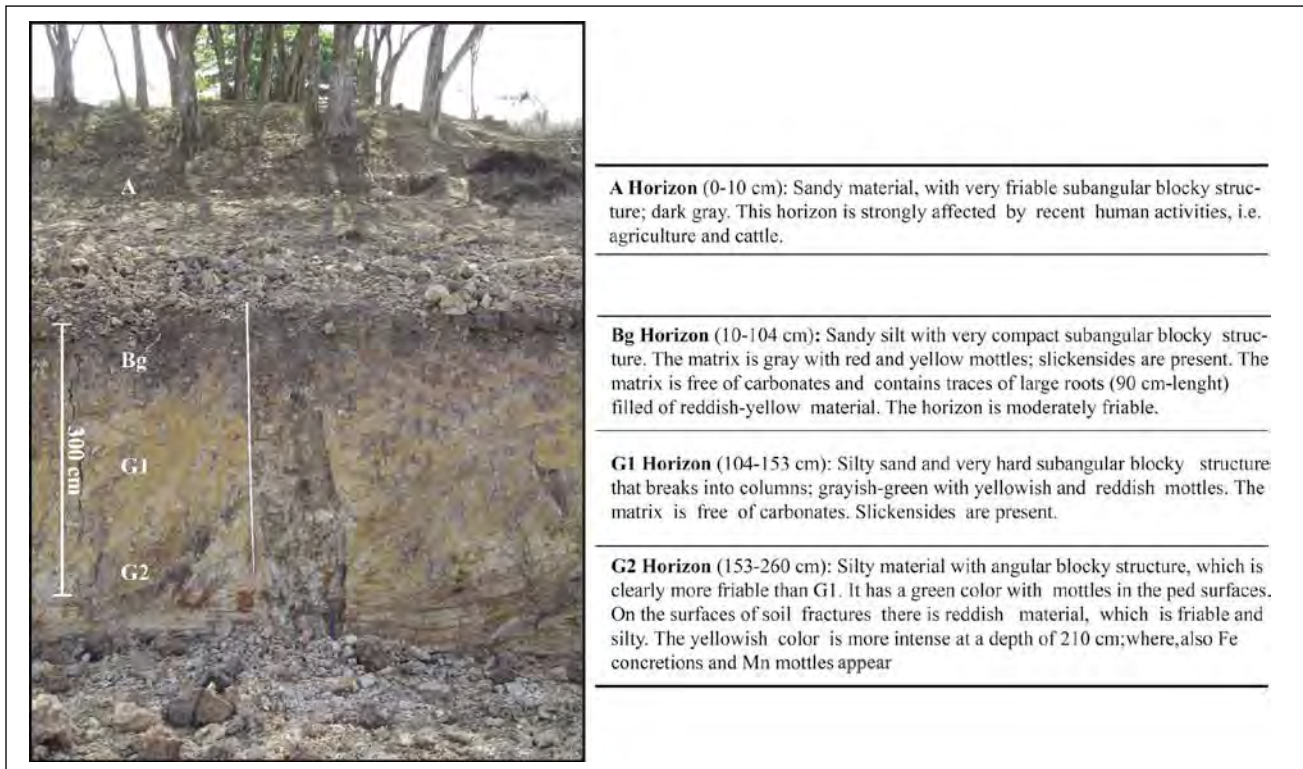 A
Bg
300 cm
G1
G2
A Horizon (0-10 cm): Sandy material, with very friable subangular blocky struc-
ture; dark gray. This horizon is strongly affected by recent human activities, i.e.
agriculture and cattle.
Bg Horizon (10-104 cm): Sandy silt with very compact subangular blocky struc-
ture. The matrix is gray with red and yellow mottles; slickensides are present. The
matrix is free of carbonates and contains traces of large roots (90 cm-lenght)
filled of reddish-yellow material. The horizon is moderately friable.
G1 Horizon (104-153 cm): Silty sand and very hard subangular blocky structure
that breaks into columns; grayish-green with yellowish and reddish mottles. The
matrix is free of carbonates. Slickensides are present.
G2 Horizon (153-260 cm): Silty material with angular blocky structure, which is
clearly more friable than G1. It has a green color with mottles in the ped surfaces.
On the surfaces of soil fractures there is reddish material, which is friable and
silty. The yellowish color is more intense at a depth of 210 cm;where,also Fe
concretions and Mn mottles appear